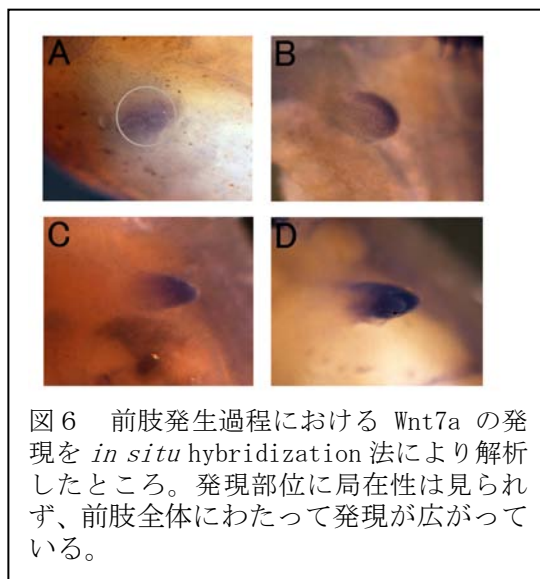 A
B
C
D
図６　前肢発生過程における Wnt7a の発
現を in situ hybridization 法により解析
したところ。発現部位に局在性は見られ
ず、前肢全体にわたって発現が広がって
いる。